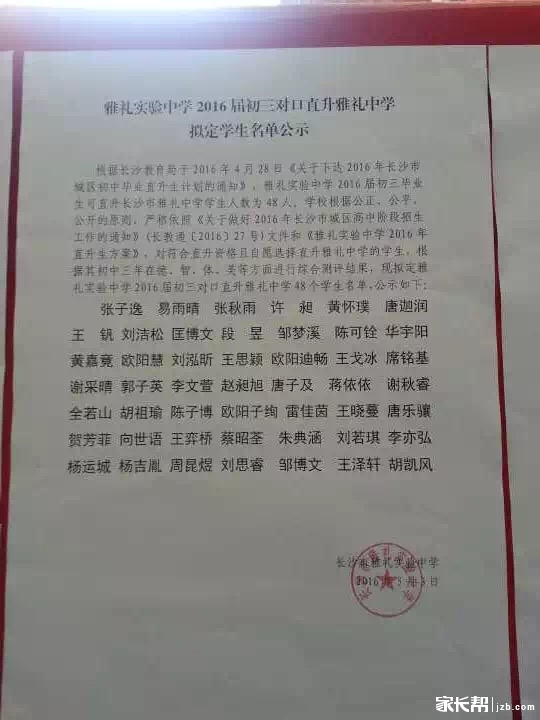 雅礼实验中学2016届初三对口直升雅礼中学
拟定学生名单公示
根据长沙教育局于2016年4月28日《关于下达2016年长沙市
城区初中毕业直升生计划的通知》，雅礼实验中学2016届初三毕业
生可直升长沙市雅礼中学学生人数为48人，学校根据公正、公平、
公开的原则，严格依照《关于做好2016年长沙市城区高中阶段招生
工作的通知》(长教通〔2016〕27号)文件和《雅礼实验中学2016年
直升生方案》，对符合直升资格且自愿选择直升雅礼中学的学生，根
据其初中三年在德、智、体、美等方面进行综合测评结果，现拟定雅
礼实验中学2016届初三对口直升雅礼中学48个学生名单，公示如下：
张子逸 易雨晴 张秋雨 许昶 黄怀璞 唐迦润
王钒 刘洁松 匡博文 段昱 邹梦溪 陈可铨 华宇阳
黄嘉竟 欧阳慧 刘泓昕 王思颖 欧阳迪畅 王戈冰 席铭基
谢采晴 郭子英 李文萱 赵昶旭 唐子及 蒋依依 谢秋睿
全若山 胡祖瑜 陈子博 欧阳子绚 雷佳茵 王晓蔓 唐乐骧
贺芳菲 向世语 王弈桥 蔡昭荃 朱典涵 刘若琪 李亦弘
杨运城 杨吉胤 周昆煜 刘思睿 邹博文 王泽轩 胡凯风
长沙市雅礼实验中学
2016年5月3日
家长帮|jzb.com